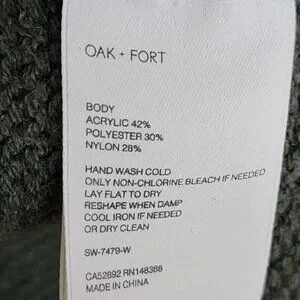 OAK + FORT
BODY
ACRYLIC 42%
POLYESTER 30%
NYLON 28%
HAND WASH COLD
ONLY NON-CHLORINE BLEACH IF NEEDED
LAY FLAT TO DRY
RESHAPE WHEN DAMP
COOL IRON IF NEEDED
OR DRY CLEAN
SW-7479-W
CA52892 RN148388
MADE IN CHINA